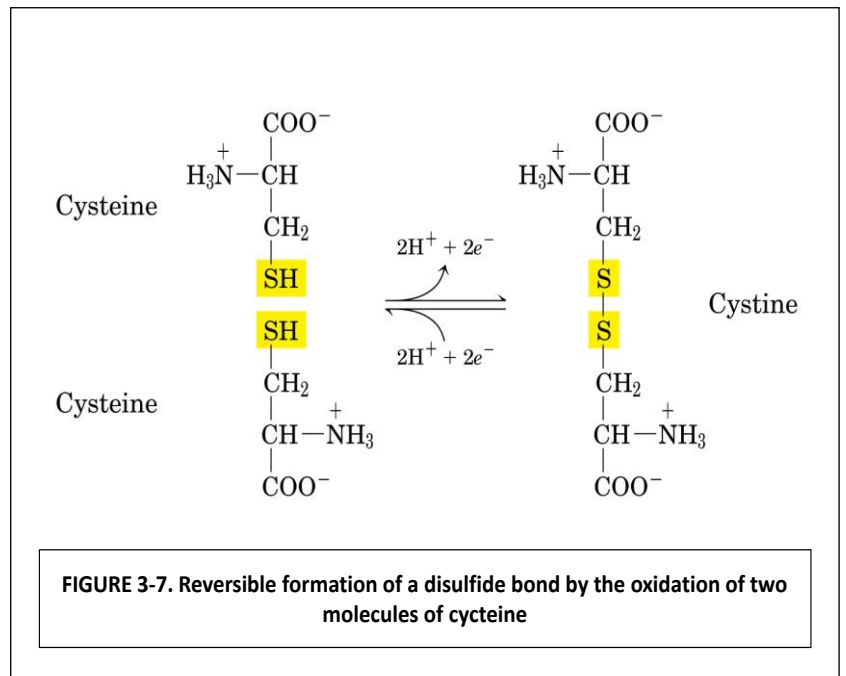 COO⁻ COO⁻
+ +
H₃N—CH H₃N—CH
Cysteine
CH₂ CH₂
2H⁺ + 2e⁻
SH S
Cystine
SH S
2H⁺ + 2e⁻
CH₂ CH₂
Cysteine
+ +
CH—NH₃ CH—NH₃
COO⁻ COO⁻
FIGURE 3-7. Reversible formation of a disulfide bond by the oxidation of two
molecules of cycteine